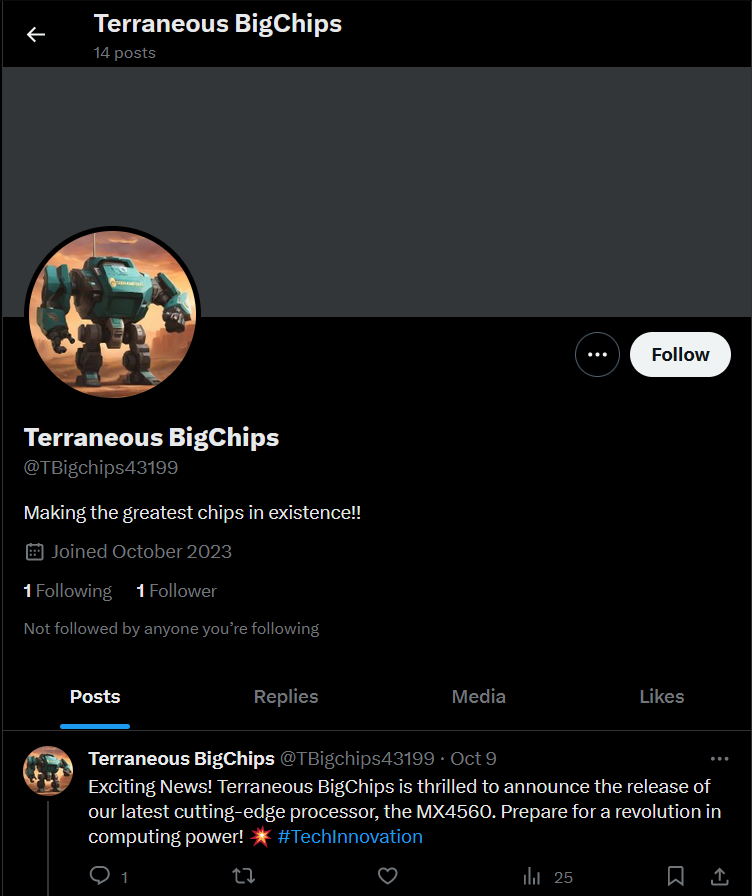 Terraneous BigChips
14 posts
Follow
Terraneous BigChips
@TBigchips43199
Making the greatest chips in existence!!
Joined October 2023
1 Following 1 Follower
Not followed by anyone you’re following
Posts Replies Media Likes
Terraneous BigChips @TBigchips43199 · Oct 9
Exciting News! Terraneous BigChips is thrilled to announce the release of
our latest cutting-edge processor, the MX4560. Prepare for a revolution in
computing power! 💥 #TechInnovation
1 25